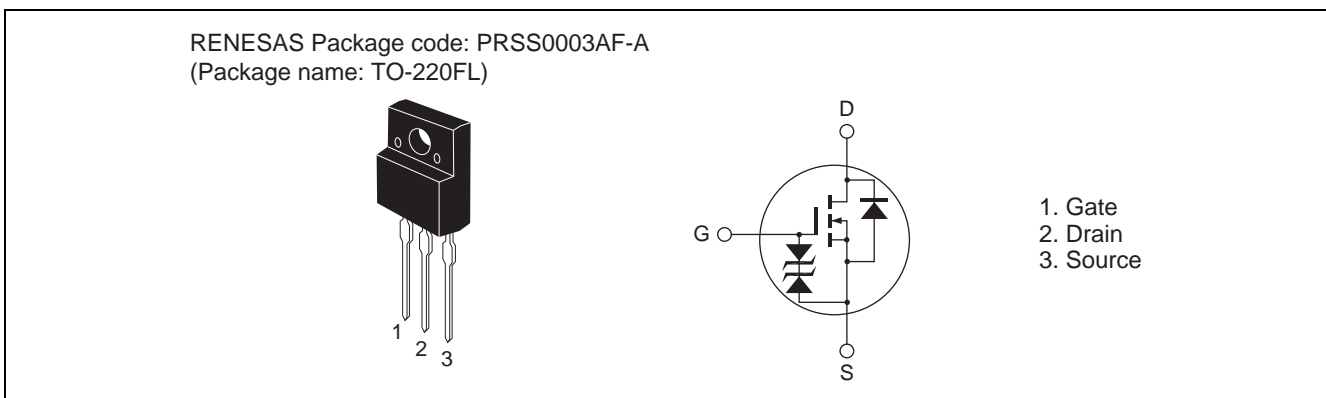 RENESAS Package code: PRSS0003AF-A
(Package name: TO-220FL)
D
G
S
1. Gate
2. Drain
3. Source
1
2
3